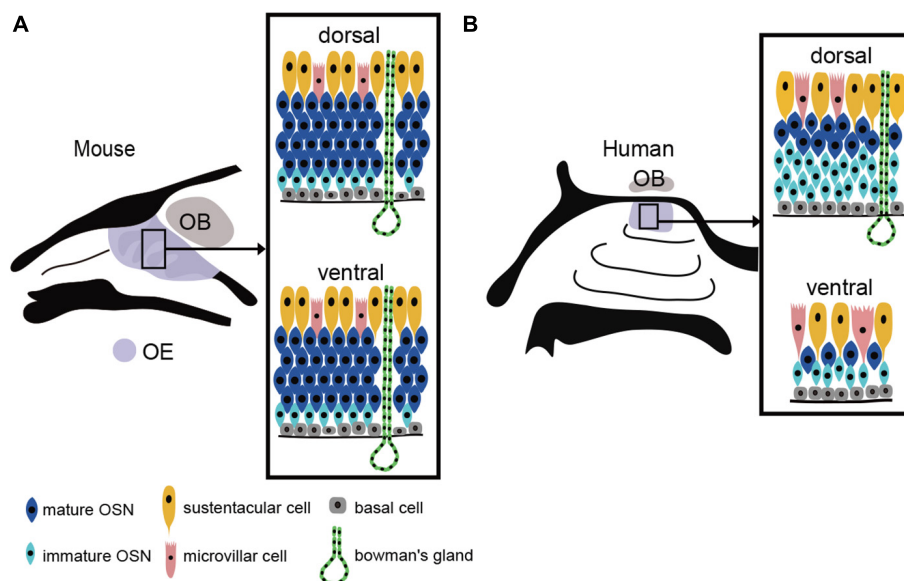 A
B
dorsal
dorsal
Mouse
Human
OB
OB
ventral
ventral
OE
mature OSN
sustentacular cell
basal cell
immature OSN
microvillar cell
bowman's gland